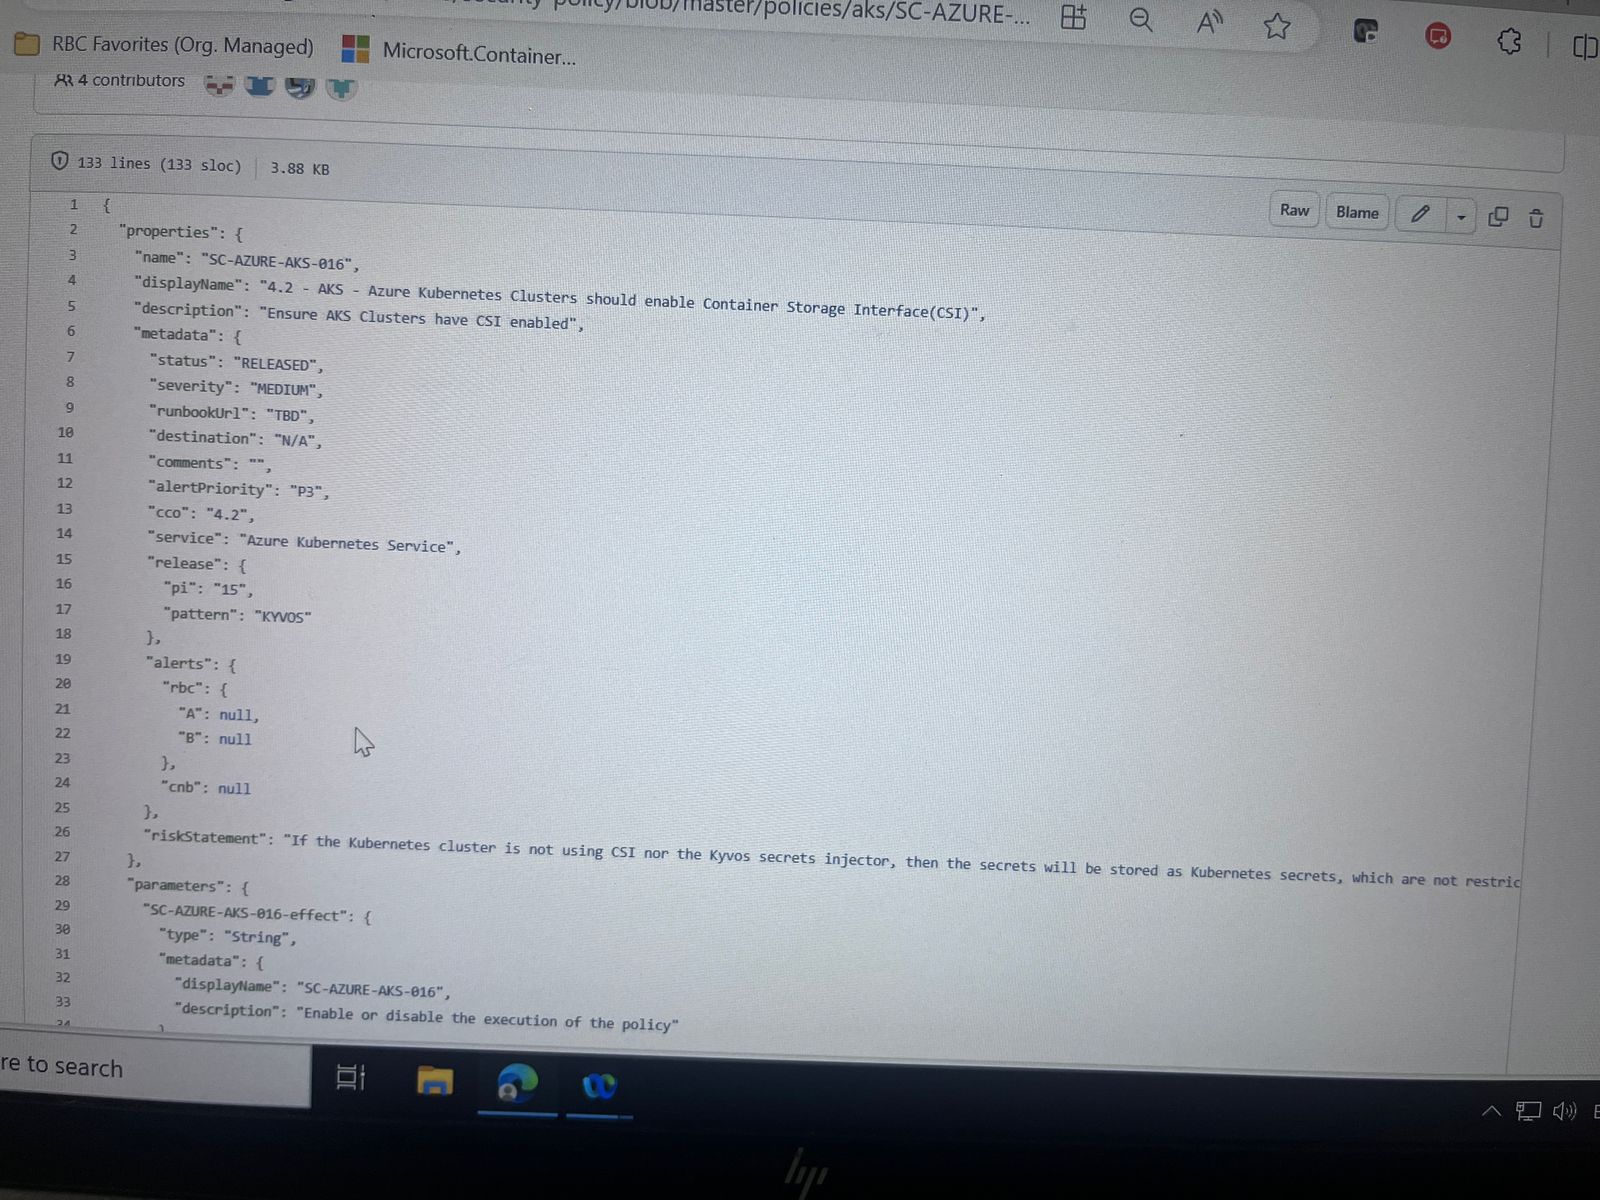 security-policy/blob/master/policies/aks/SC-AZURE-...
RBC Favorites (Org. Managed)
Microsoft.Container...
4 contributors
133 lines (133 sloc)
3.88 KB
Raw
Blame
1 {
2 "properties": {
3 "name": "SC-AZURE-AKS-016",
4 "displayName": "4.2 - AKS - Azure Kubernetes Clusters should enable Container Storage Interface(CSI)",
5 "description": "Ensure AKS Clusters have CSI enabled",
6 "metadata": {
7 "status": "RELEASED",
8 "severity": "MEDIUM",
9 "runbookUrl": "TBD",
10 "destination": "N/A",
11 "comments": "",
12 "alertPriority": "P3",
13 "cco": "4.2",
14 "service": "Azure Kubernetes Service",
15 "release": {
16 "pi": "15",
17 "pattern": "KYVOS"
18 },
19 "alerts": {
20 "rbc": {
21 "A": null,
22 "B": null
23 },
24 "cnb": null
25 },
26 "riskStatement": "If the Kubernetes cluster is not using CSI nor the Kyvos secrets injector, then the secrets will be stored as Kubernetes secrets, which are not restric
27 },
28 "parameters": {
29 "SC-AZURE-AKS-016-effect": {
30 "type": "String",
31 "metadata": {
32 "displayName": "SC-AZURE-AKS-016",
33 "description": "Enable or disable the execution of the policy"
34 }
re to search
hp